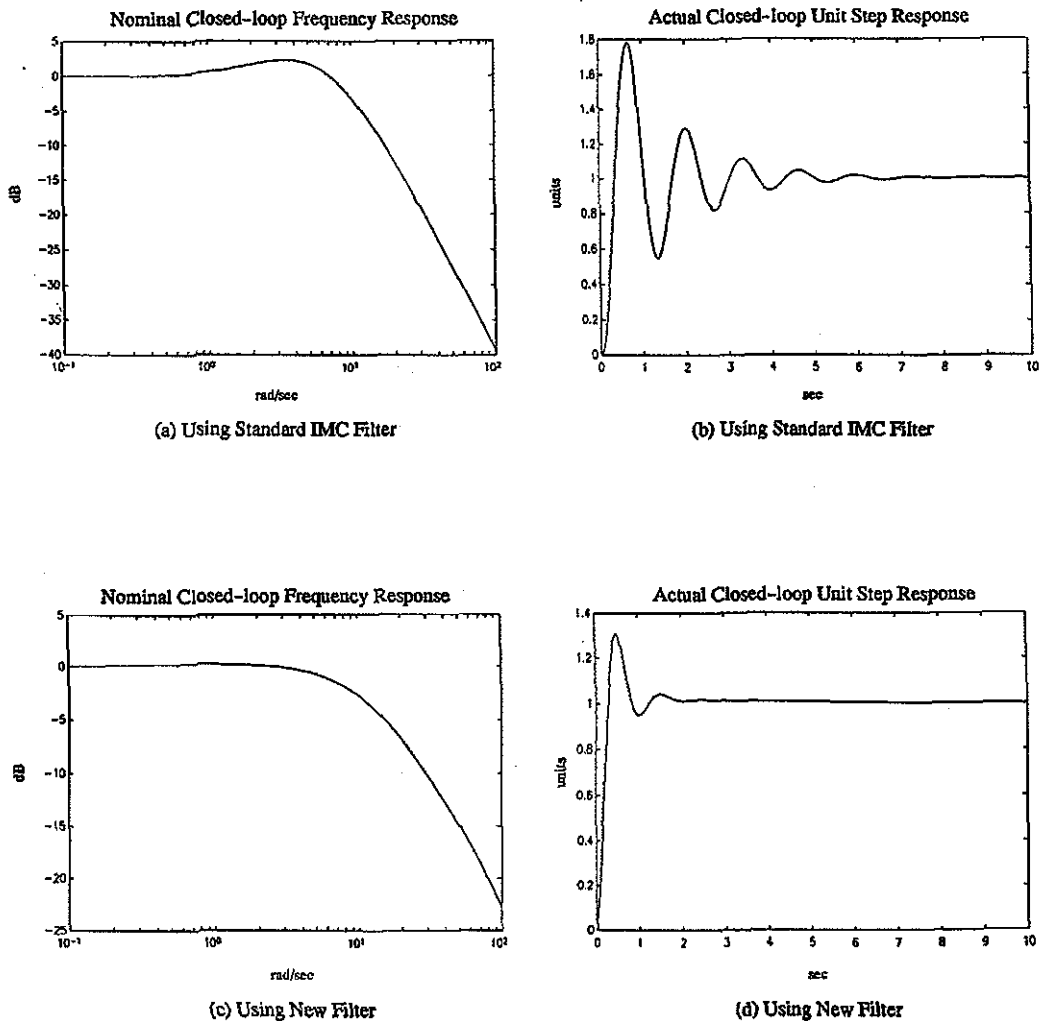 Nominal Closed-loop Frequency Response
5
0
-5
-10
-15
-20
-25
-30
-35
-40
dB
10⁻¹ 10⁰ 10¹ 10²
rad/sec
(a) Using Standard IMC Filter
Actual Closed-loop Unit Step Response
1.8
1.6
1.4
1.2
1
0.8
0.6
0.4
0.2
0
units
0 1 2 3 4 5 6 7 8 9 10
sec
(b) Using Standard IMC Filter
Nominal Closed-loop Frequency Response
5
0
-5
-10
-15
-20
-25
dB
10⁻¹ 10⁰ 10¹ 10²
rad/sec
(c) Using New Filter
Actual Closed-loop Unit Step Response
1.4
1.2
1
0.8
0.6
0.4
0.2
0
units
0 1 2 3 4 5 6 7 8 9 10
sec
(d) Using New Filter